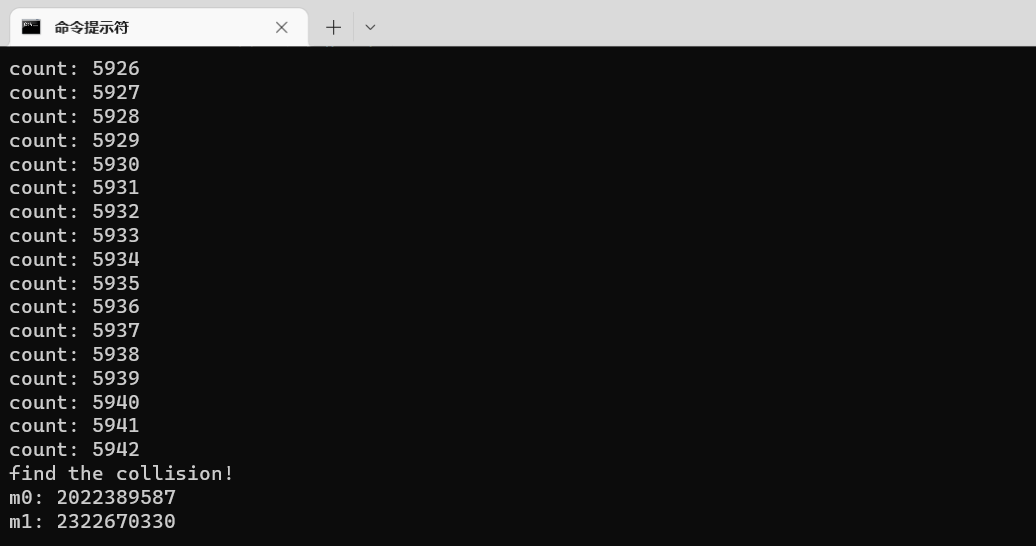 命令提示符
count: 5926
count: 5927
count: 5928
count: 5929
count: 5930
count: 5931
count: 5932
count: 5933
count: 5934
count: 5935
count: 5936
count: 5937
count: 5938
count: 5939
count: 5940
count: 5941
count: 5942
find the collision!
m0: 2022389587
m1: 2322670330